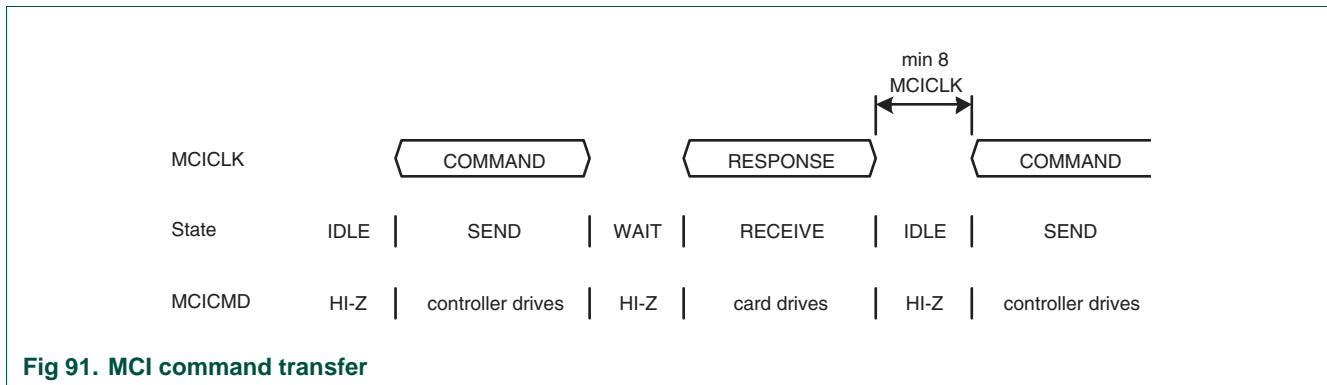 min 8
MCICLK
MCICLK COMMAND RESPONSE COMMAND
State IDLE SEND WAIT RECEIVE IDLE SEND
MCICMD HI-Z controller drives HI-Z card drives HI-Z controller drives
Fig 91. MCI command transfer